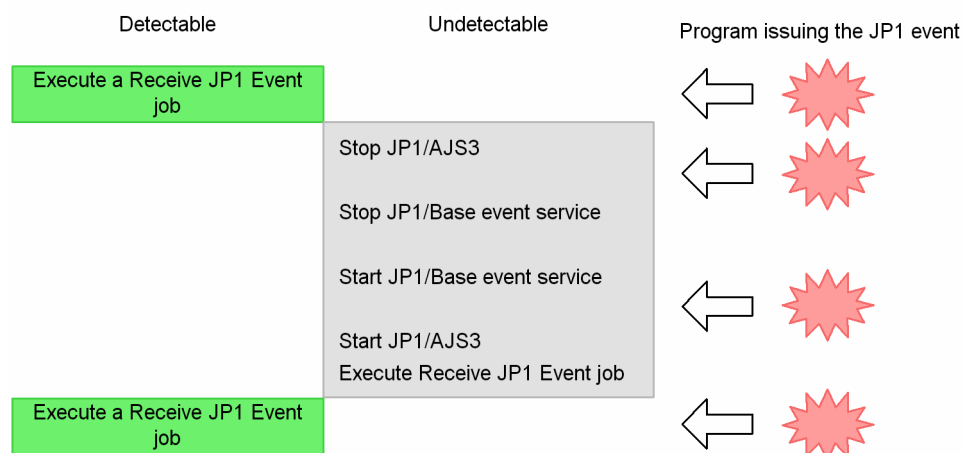 Detectable
Undetectable
Program issuing the JP1 event
Execute a Receive JP1 Event
job
Stop JP1/AJS3
Stop JP1/Base event service
Start JP1/Base event service
Start JP1/AJS3
Execute Receive JP1 Event job
Execute a Receive JP1 Event
job